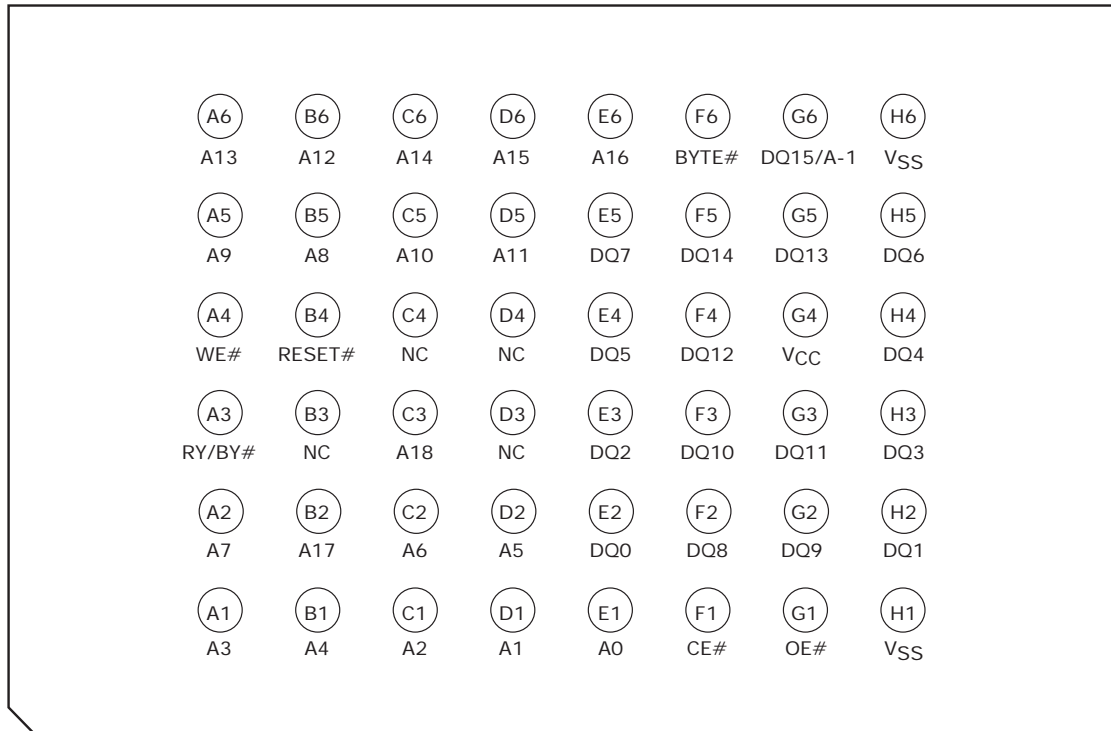 A6 B6 C6 D6 E6 F6 G6 H6
A13 A12 A14 A15 A16 BYTE# DQ15/A-1 VSS
A5 B5 C5 D5 E5 F5 G5 H5
A9 A8 A10 A11 DQ7 DQ14 DQ13 DQ6
A4 B4 C4 D4 E4 F4 G4 H4
WE# RESET# NC NC DQ5 DQ12 VCC DQ4
A3 B3 C3 D3 E3 F3 G3 H3
RY/BY# NC A18 NC DQ2 DQ10 DQ11 DQ3
A2 B2 C2 D2 E2 F2 G2 H2
A7 A17 A6 A5 DQ0 DQ8 DQ9 DQ1
A1 B1 C1 D1 E1 F1 G1 H1
A3 A4 A2 A1 A0 CE# OE# VSS